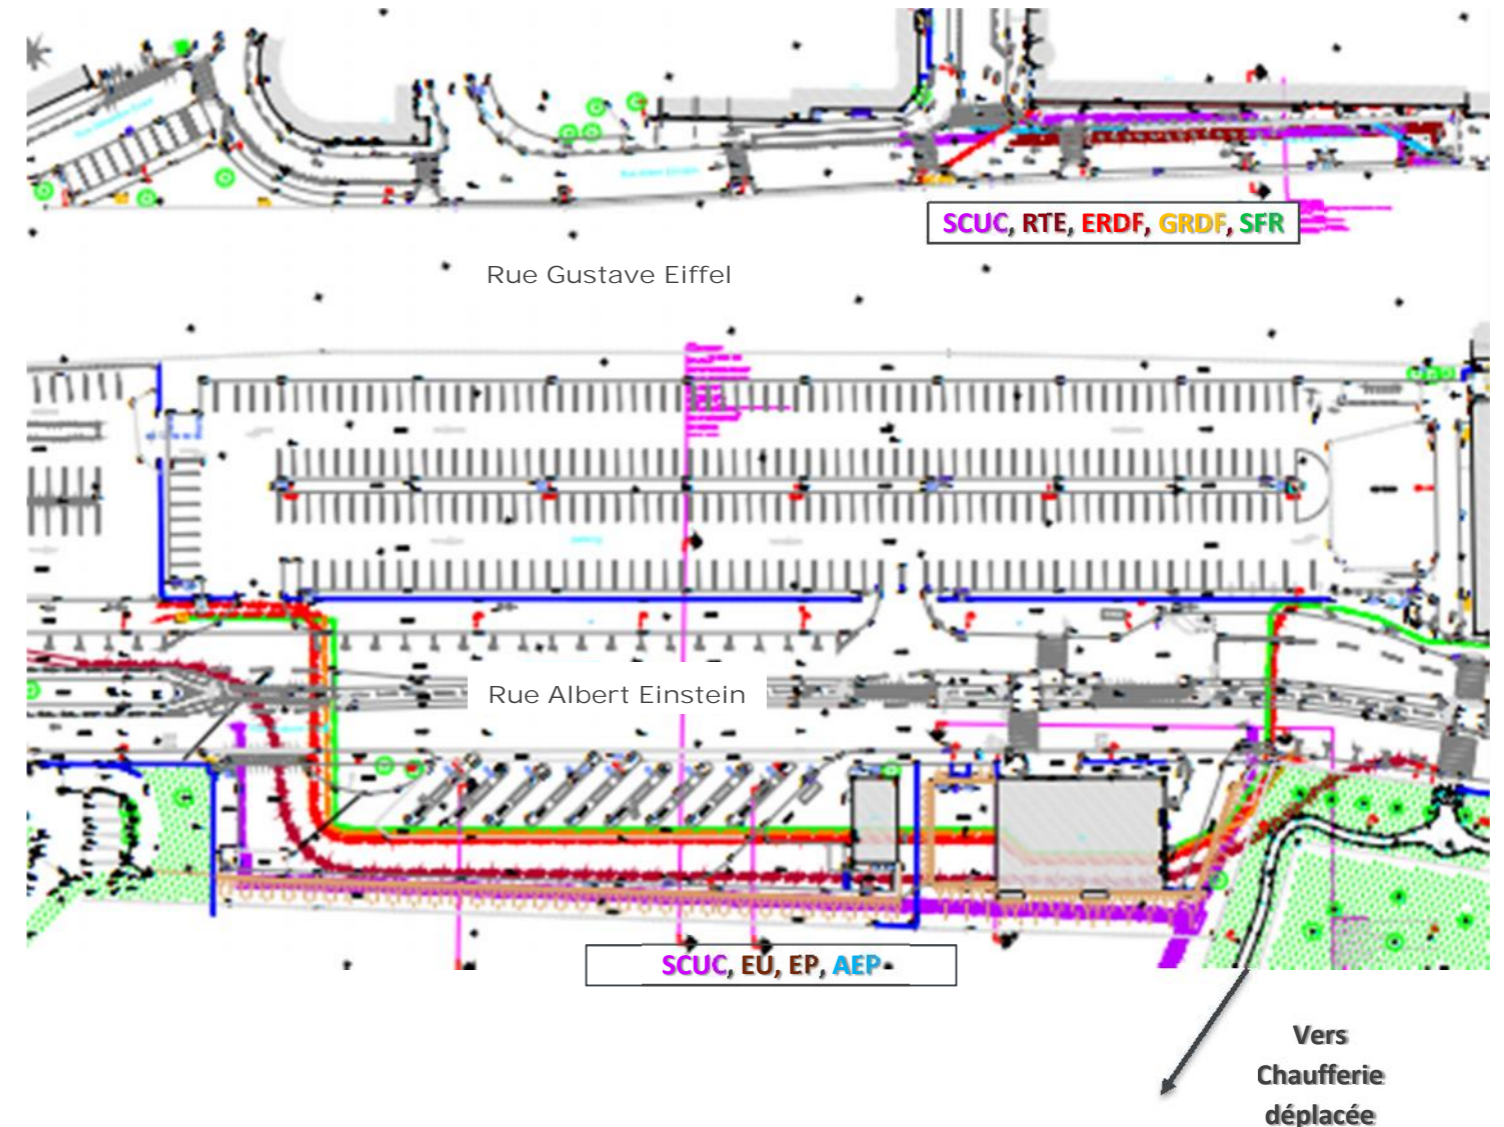 SCUC, RTE, ERDF, GRDF, SFR
Rue Gustave Eiffel
Rue Albert Einstein
SCUC, EU, EP, AEP
Vers
Chaufferie
déplacée